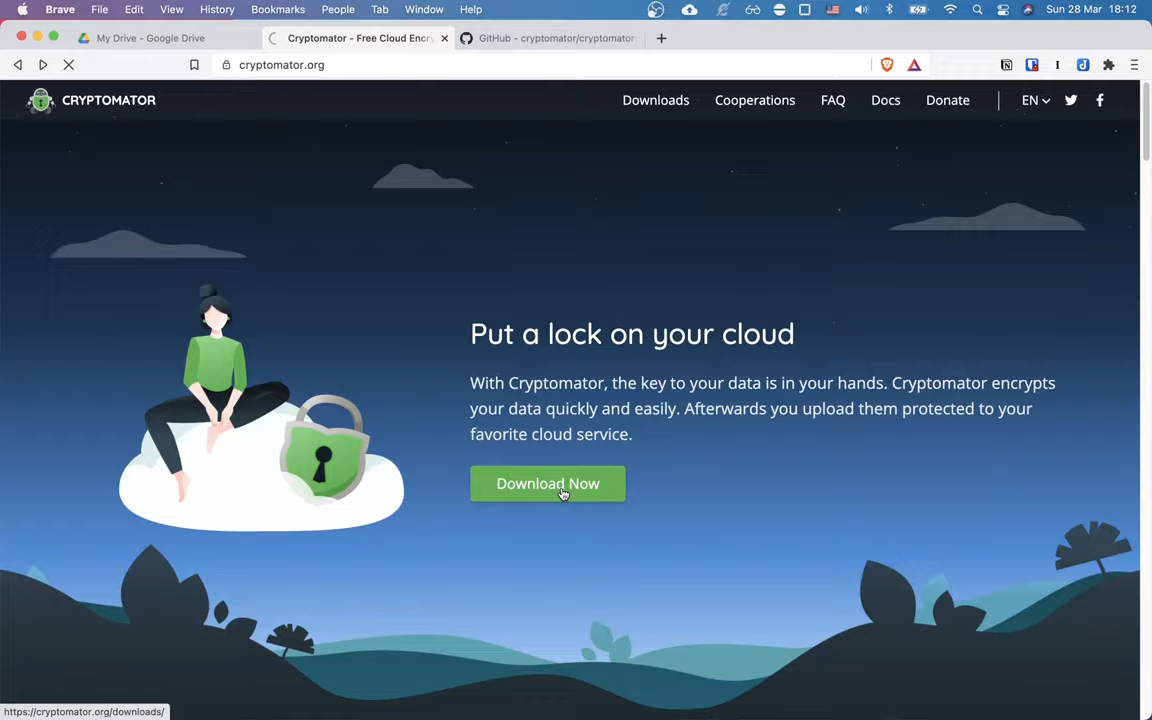 Brave File Edit View History Bookmarks People Tab Window Help Sun 28 Mar 18:12
My Drive - Google Drive Cryptomator - Free Cloud Encry GitHub - cryptomator/cryptomator:
cryptomator.org
CRYPTOMATOR Downloads Cooperations FAQ Docs Donate EN
Put a lock on your cloud
With Cryptomator, the key to your data is in your hands. Cryptomator encrypts
your data quickly and easily. Afterwards you upload them protected to your
favorite cloud service.
Download Now
https://cryptomator.org/downloads/